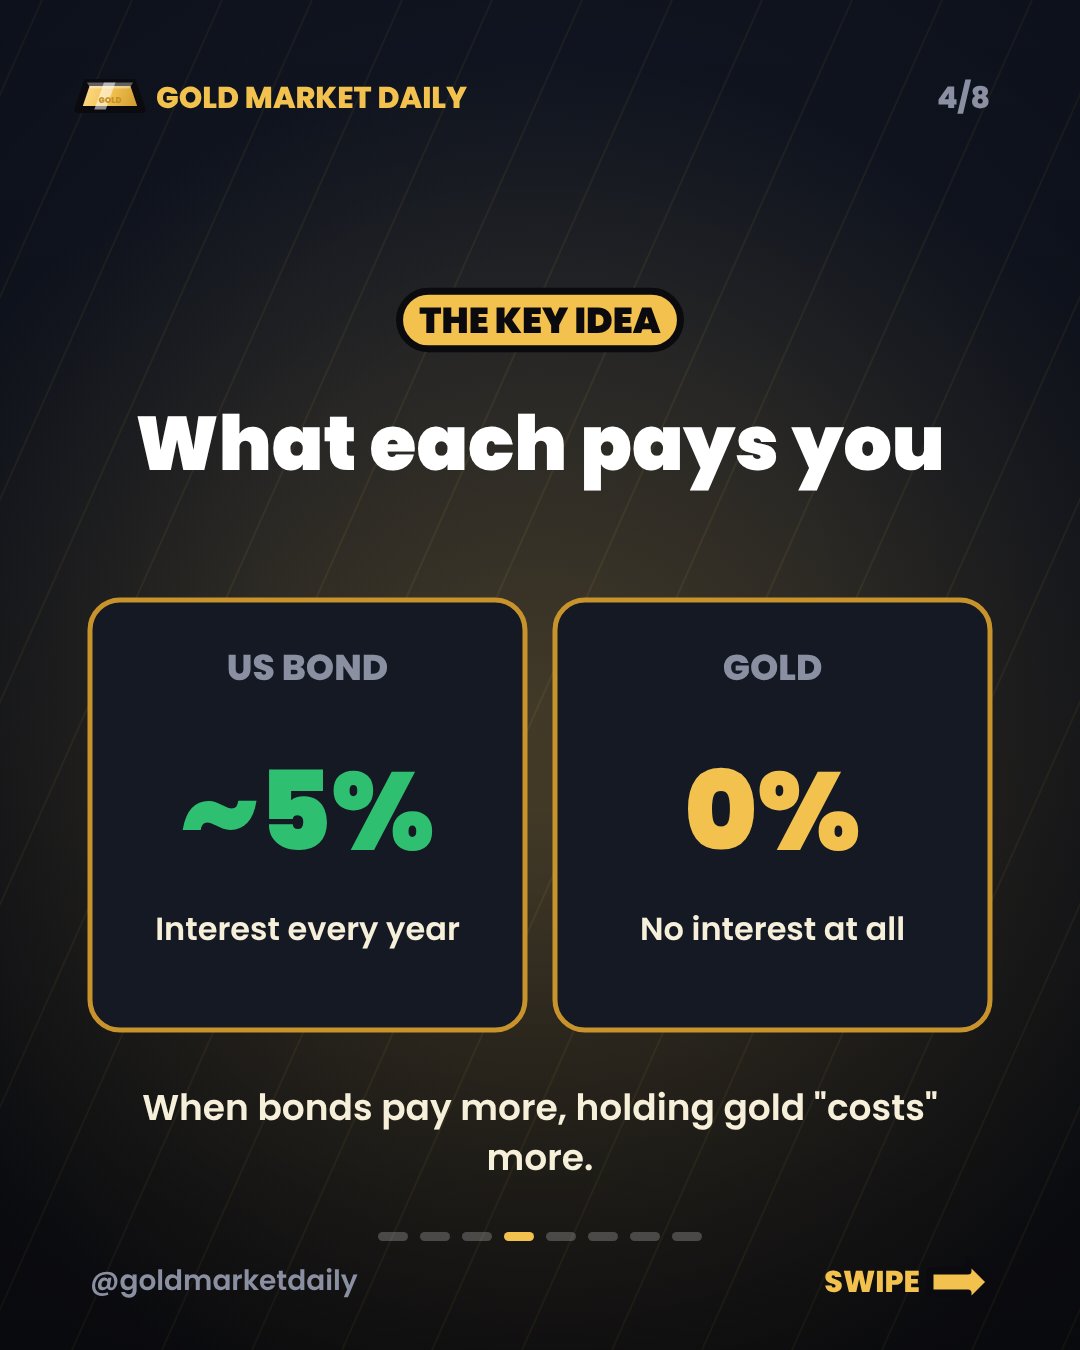 GOLD
GOLD MARKET DAILY
4/8
THE KEY IDEA
What each pays you
US BOND
~5%
Interest every year
GOLD
0%
No interest at all
When bonds pay more, holding gold "costs"
more.
@goldmarketdaily
SWIPE